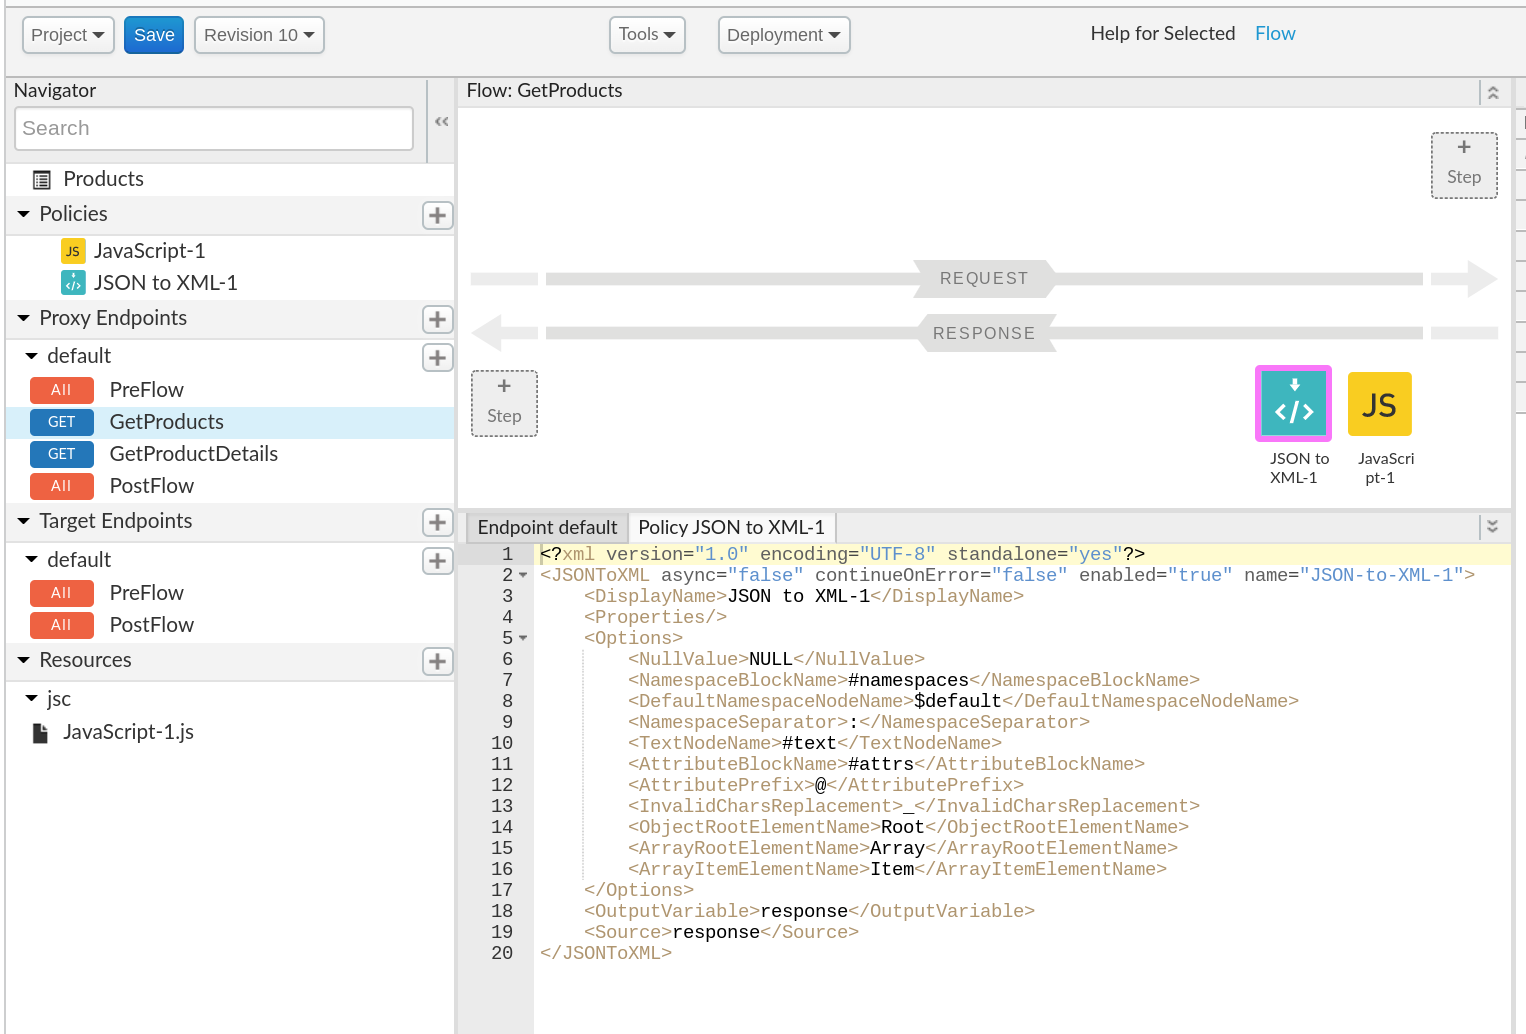 Project Save Revision 10 Tools Deployment Help for Selected Flow
Navigator
Search
Products
Policies
JS JavaScript-1
</> JSON to XML-1
Proxy Endpoints
default
All PreFlow
GET GetProducts
GET GetProductDetails
All PostFlow
Target Endpoints
default
All PreFlow
All PostFlow
Resources
jsc
JavaScript-1.js
Flow: GetProducts
+
Step
REQUEST
RESPONSE
+
Step
</>
JSON to
XML-1
JS
JavaScri
pt-1
Endpoint default Policy JSON to XML-1
1 <?xml version="1.0" encoding="UTF-8" standalone="yes"?>
2 <JSONToXML async="false" continueOnError="false" enabled="true" name="JSON-to-XML-1">
3 <DisplayName>JSON to XML-1</DisplayName>
4 <Properties/>
5 <Options>
6 <NullValue>NULL</NullValue>
7 <NamespaceBlockName>#namespaces</NamespaceBlockName>
8 <DefaultNamespaceNodeName>$default</DefaultNamespaceNodeName>
9 <NamespaceSeparator>:</NamespaceSeparator>
10 <TextNodeName>#text</TextNodeName>
11 <AttributeBlockName>#attrs</AttributeBlockName>
12 <AttributePrefix>@</AttributePrefix>
13 <InvalidCharsReplacement>_</InvalidCharsReplacement>
14 <ObjectRootElementName>Root</ObjectRootElementName>
15 <ArrayRootElementName>Array</ArrayRootElementName>
16 <ArrayItemElementName>Item</ArrayItemElementName>
17 </Options>
18 <OutputVariable>response</OutputVariable>
19 <Source>response</Source>
20 </JSONToXML>